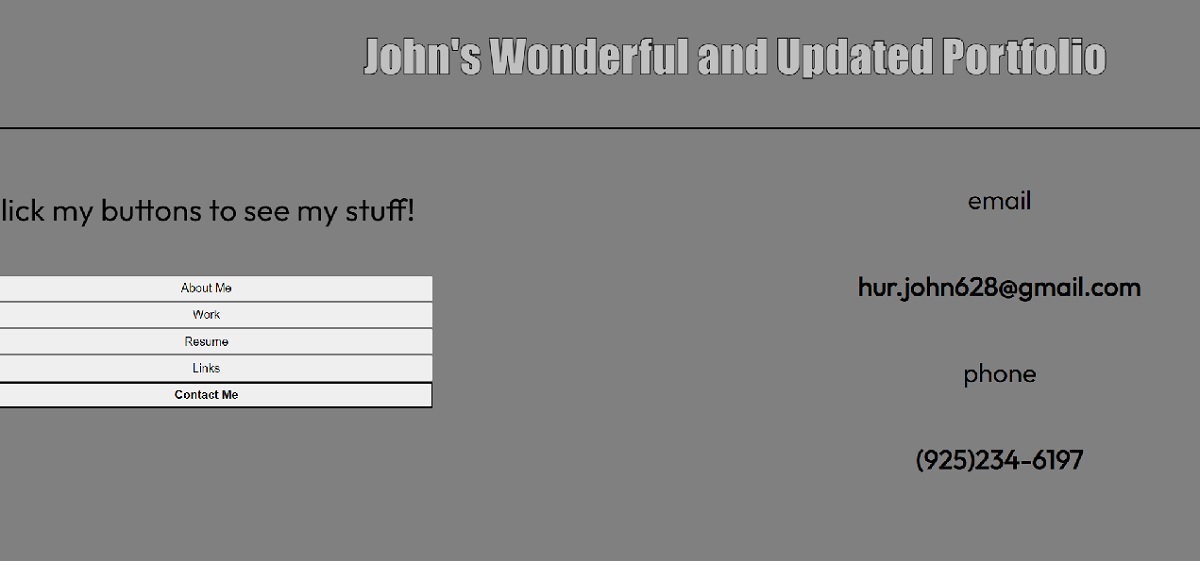 John's Wonderful and Updated Portfolio
lick my buttons to see my stuff!
About Me
Work
Resume
Links
Contact Me
email
hur.john628@gmail.com
phone
(925)234-6197